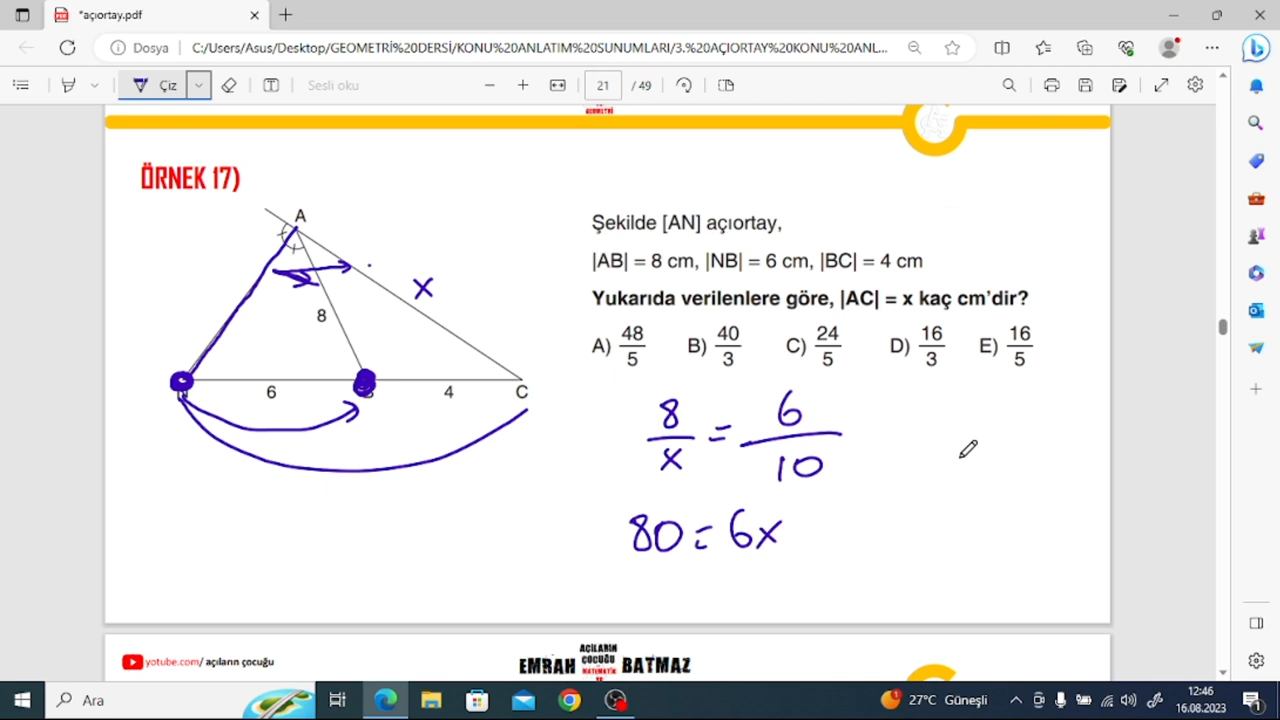 *açıortay.pdf
Dosya C:/Users/Asus/Desktop/GEOMETRİ%20DERSİ/KONU%20ANLATIM%20SUNUMLARI/3.%20AÇIORTAY%20KONU%20ANL...
Çiz Sesli oku 21 / 49
GEOMETRİ
ÖRNEK 17)
A
x
8
6
4
C
Şekilde [AN] açıortay,
|AB| = 8 cm, |NB| = 6 cm, |BC| = 4 cm
Yukarıda verilenlere göre, |AC| = x kaç cm'dir?
A) 48/5 B) 40/3 C) 24/5 D) 16/3 E) 16/5
8/x = 6/10
80 = 6x
yotube.com/ açıların çocuğu
EMRAH AÇILARIN ÇOCUĞU MATEMATİK BATMAZ
Ara
27°C Güneşli
12:46
16.08.2023